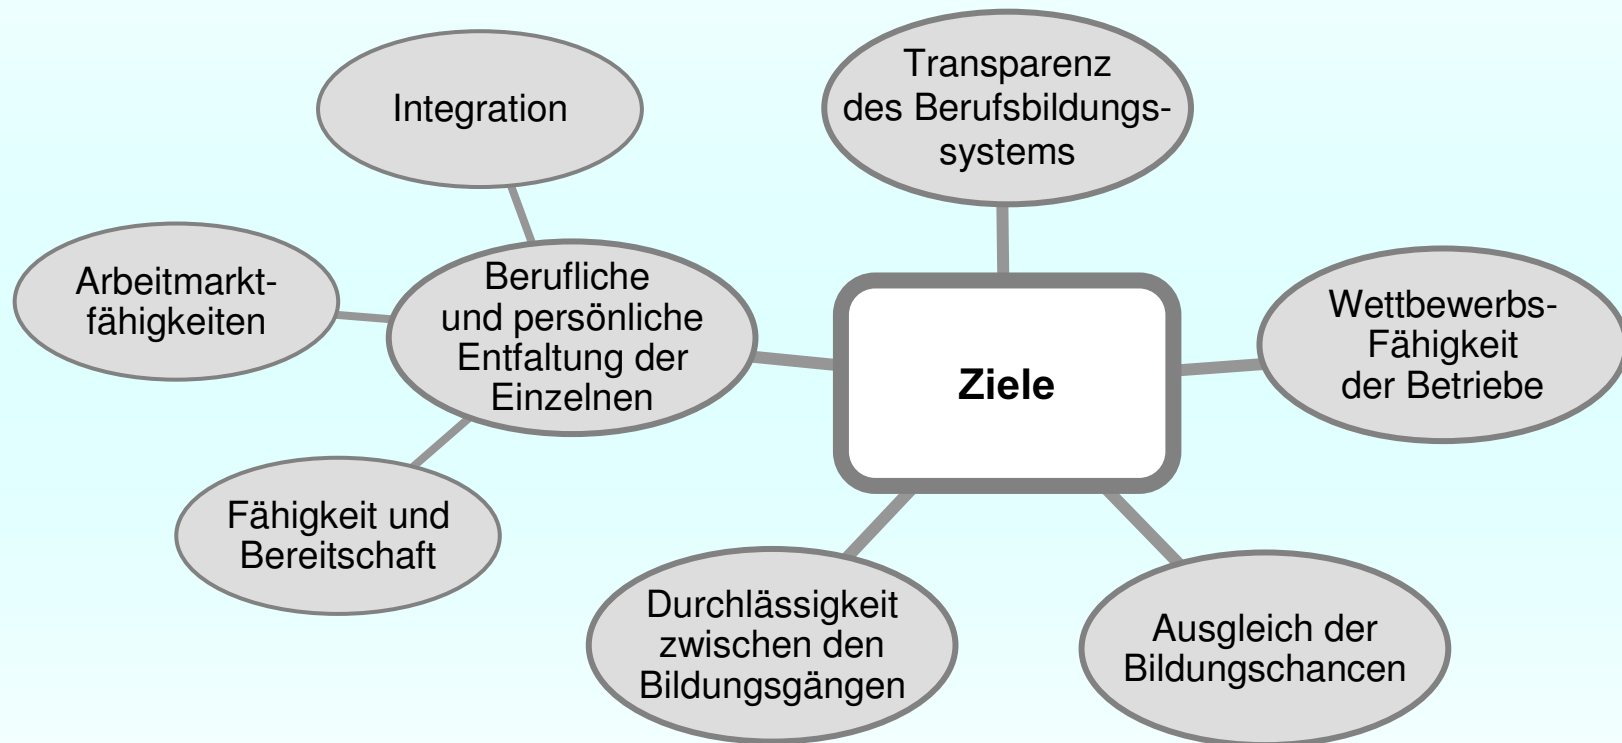 Transparenz
des Berufsbildungs-
systems
Integration
Arbeitmarkt-
fähigkeiten
Berufliche
und persönliche
Entfaltung der
Einzelnen
Ziele
Wettbewerbs-
Fähigkeit
der Betriebe
Fähigkeit und
Bereitschaft
Durchlässigkeit
zwischen den
Bildungsgängen
Ausgleich der
Bildungschancen